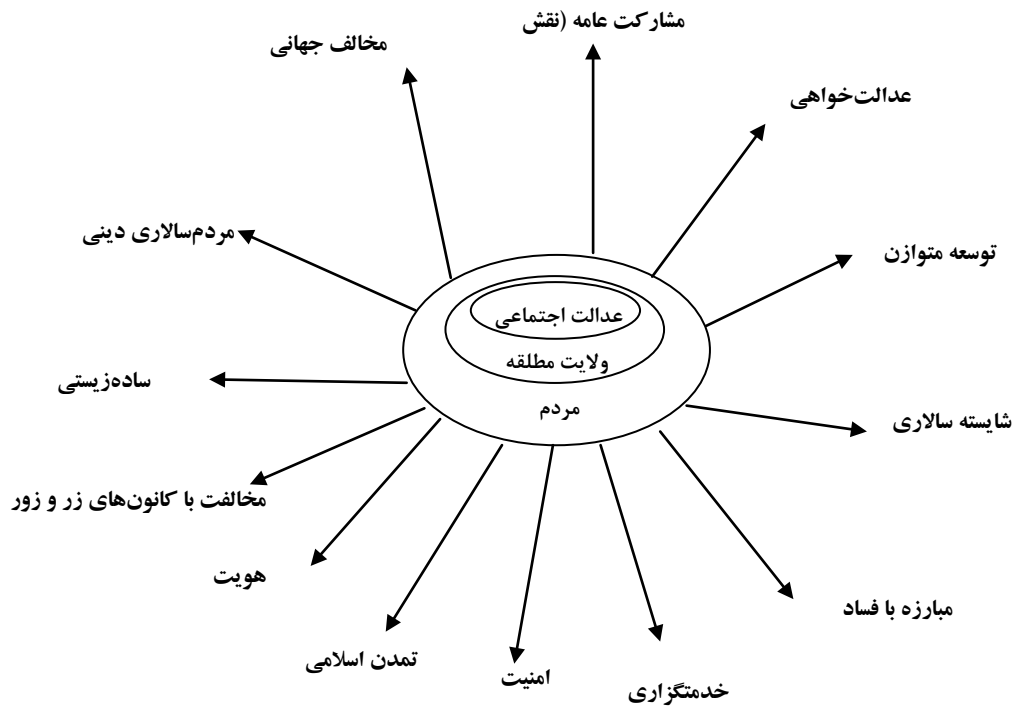 مشارکت عامه (نقش
مخالف جهانی
عدالت‌خواهی
مردم‌سالاری دینی
توسعه متوازن
عدالت اجتماعی
ولایت مطلقه
مردم
ساده‌زیستی
شایسته سالاری
مخالفت با کانون‌های زر و زور
هویت
مبارزه با فساد
تمدن اسلامی
امنیت
خدمتگزاری